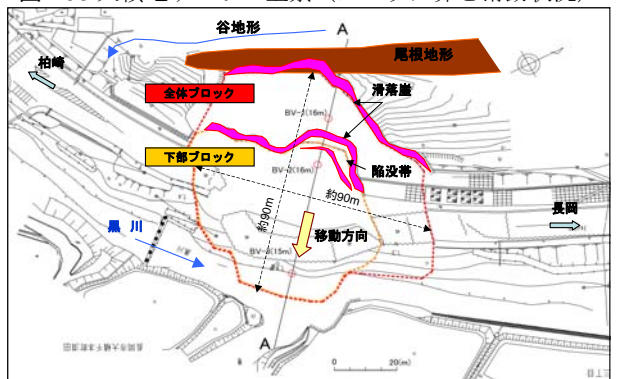 谷地形
A
尾根地形
柏崎
全体ブロック
滑落崖
BV-1(16m)
下部ブロック
陥没帯
BV-2(16m)
約90m
約90m
長岡
黒川
移動方向
BV-3(15m)
A
0
20(m)